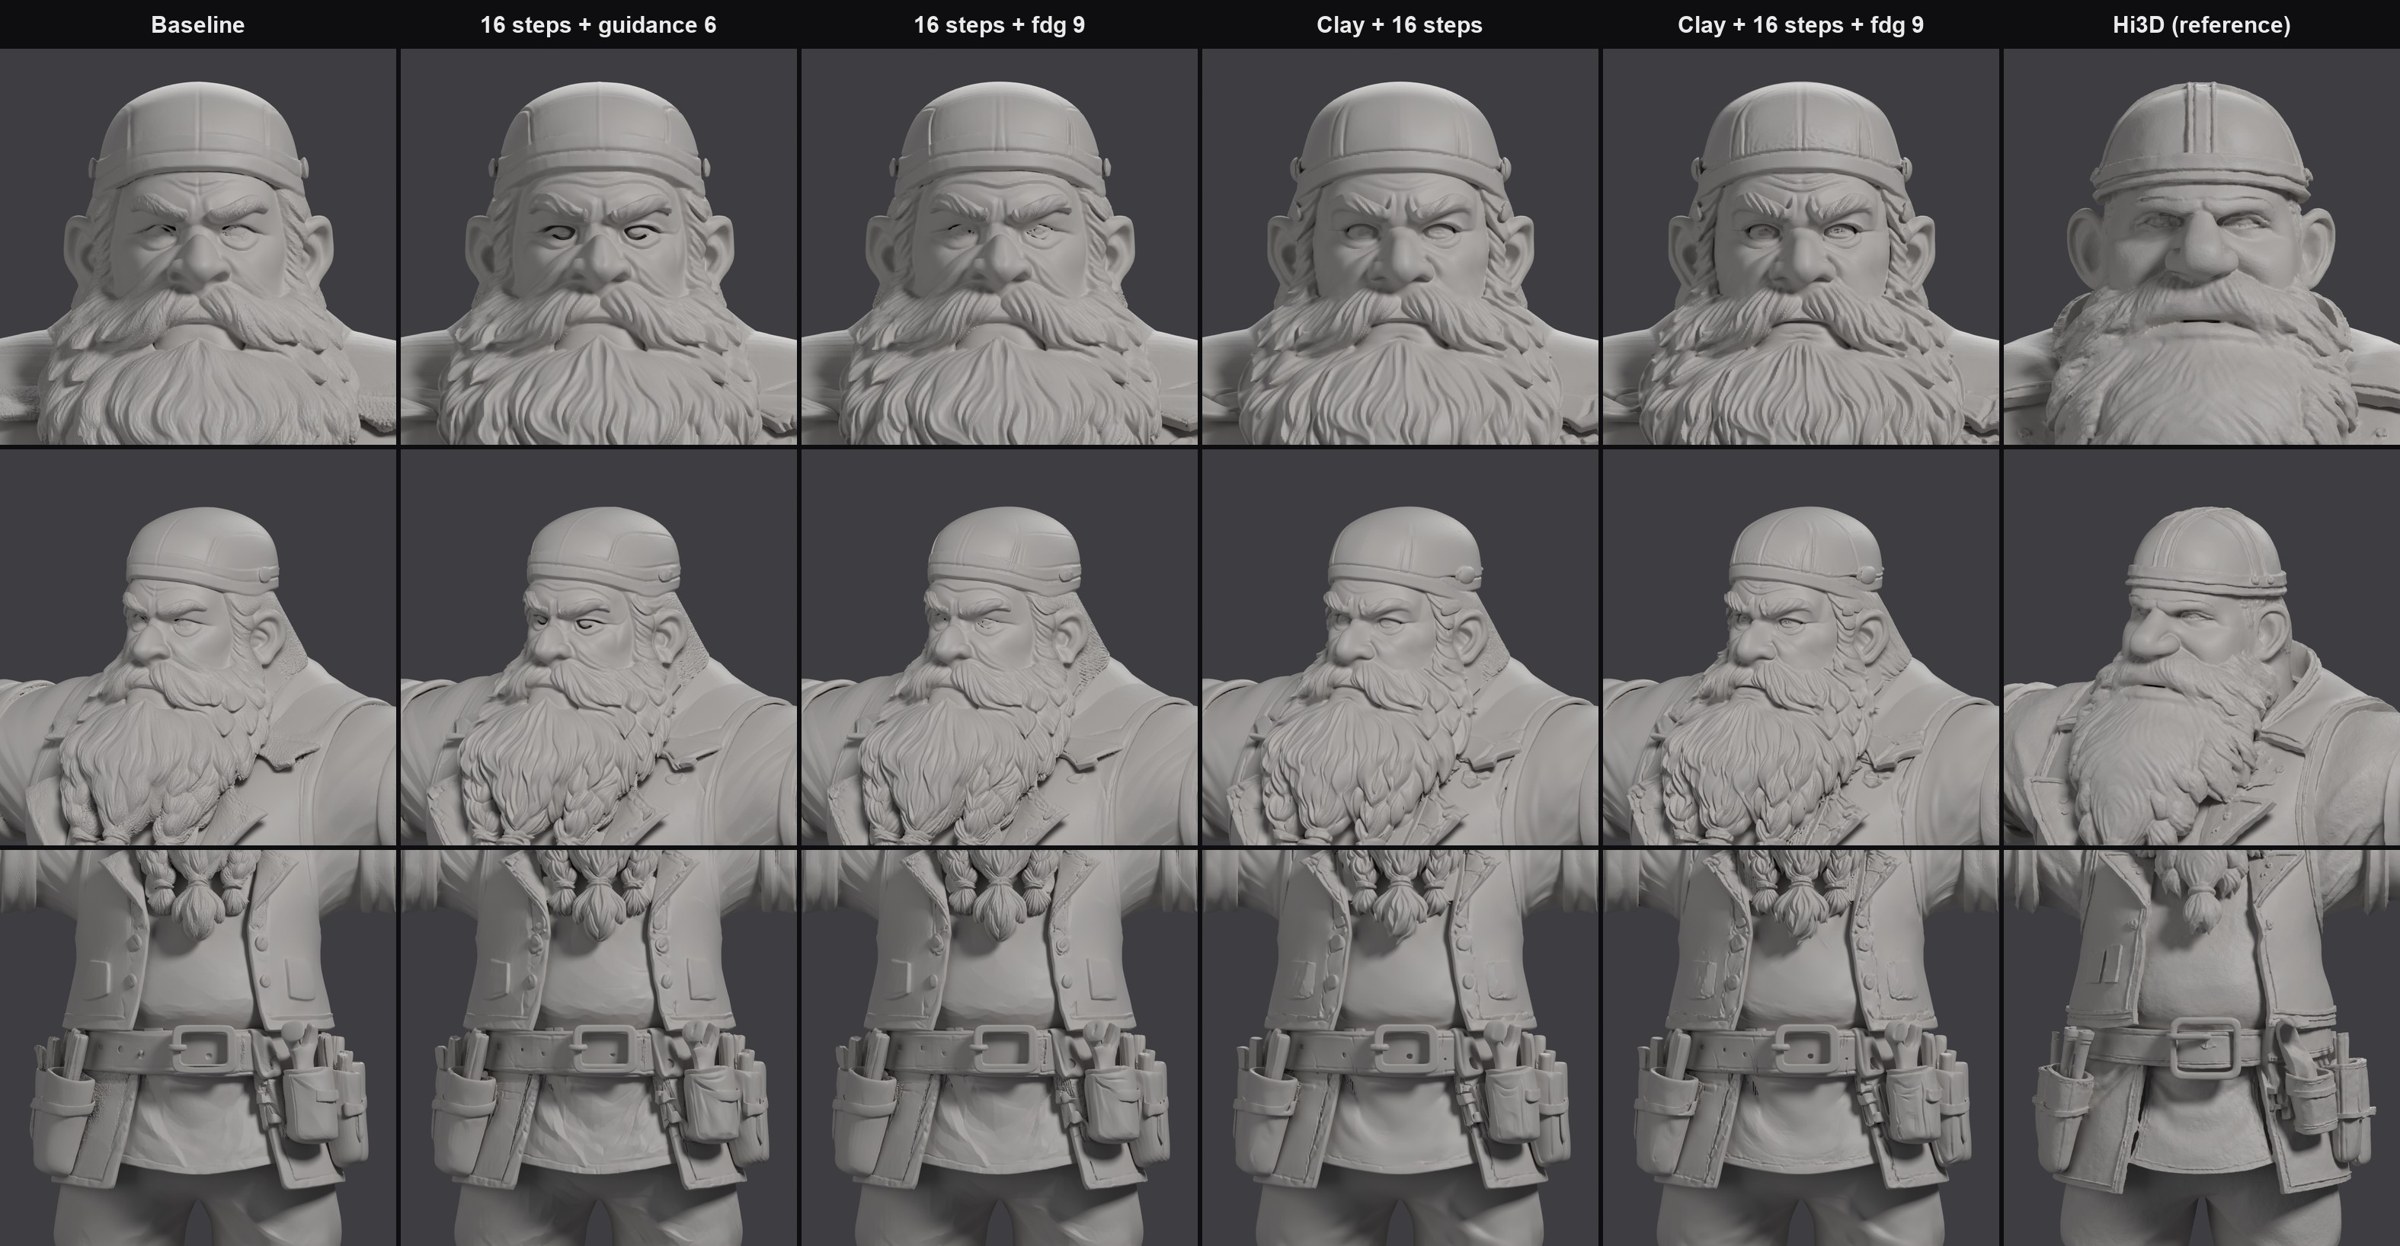 Baseline
16 steps + guidance 6
16 steps + fdg 9
Clay + 16 steps
Clay + 16 steps + fdg 9
Hi3D (reference)